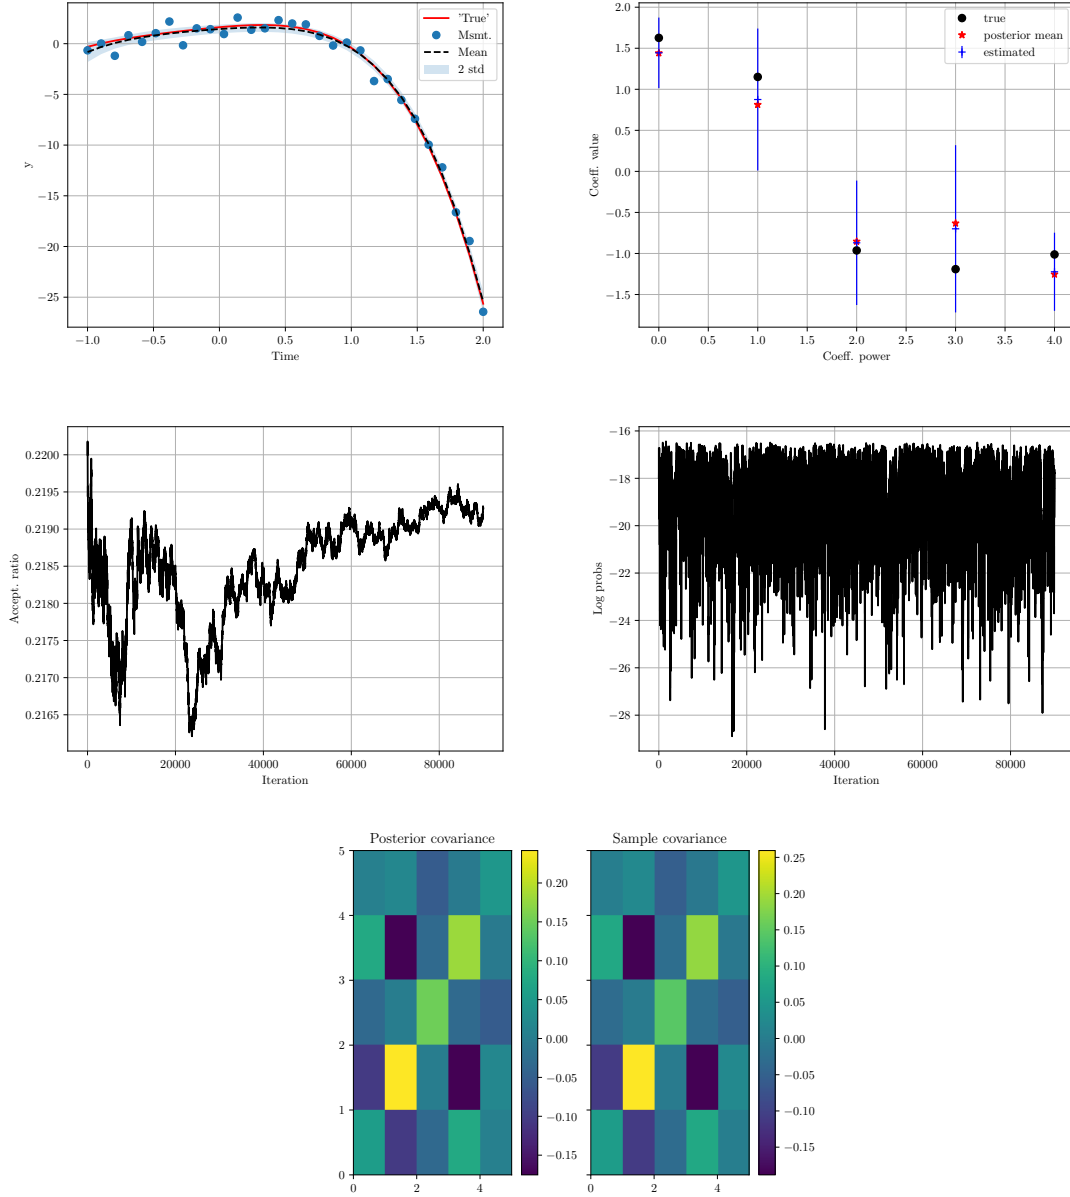 0
−5
−10
−15
−20
−25
y
−1.0 −0.5 0.0 0.5 1.0 1.5 2.0
Time
'True'
Msmt.
Mean
2 std
2.0
1.5
1.0
0.5
0.0
−0.5
−1.0
−1.5
Coeff. value
0.0 0.5 1.0 1.5 2.0 2.5 3.0 3.5 4.0
Coeff. power
true
posterior mean
estimated
0.2200
0.2195
0.2190
0.2185
0.2180
0.2175
0.2170
0.2165
Accept. ratio
0 20000 40000 60000 80000
Iteration
−16
−18
−20
−22
−24
−26
−28
Log probs
0 20000 40000 60000 80000
Iteration
Posterior covariance
5
4
3
2
1
0
0 2 4
0.20
0.15
0.10
0.05
0.00
−0.05
−0.10
−0.15
Sample covariance
0 2 4
0.25
0.20
0.15
0.10
0.05
0.00
−0.05
−0.10
−0.15